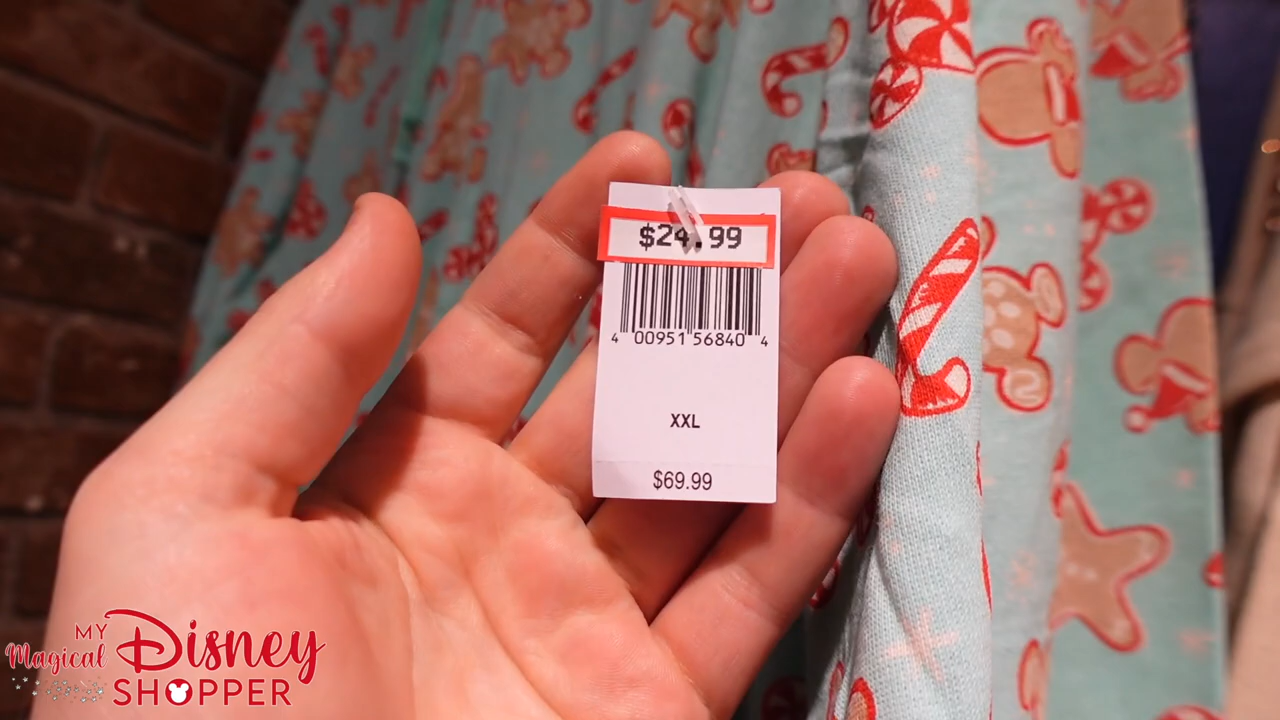 $24.99
4 00951 56840 4
XXL
$69.99
MY
Magical Disney
SHOPPER